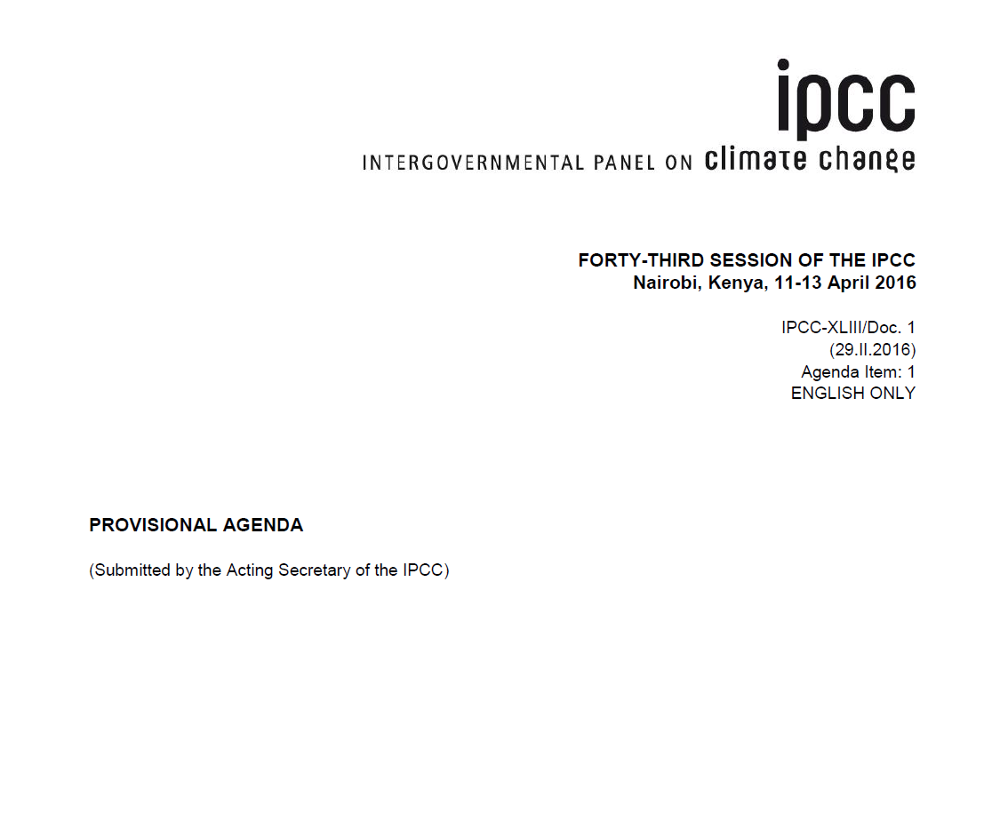 ipcc
INTERGOVERNMENTAL PANEL ON climate change
FORTY-THIRD SESSION OF THE IPCC
Nairobi, Kenya, 11-13 April 2016
IPCC-XLIII/Doc. 1
(29.II.2016)
Agenda Item: 1
ENGLISH ONLY
PROVISIONAL AGENDA
(Submitted by the Acting Secretary of the IPCC)